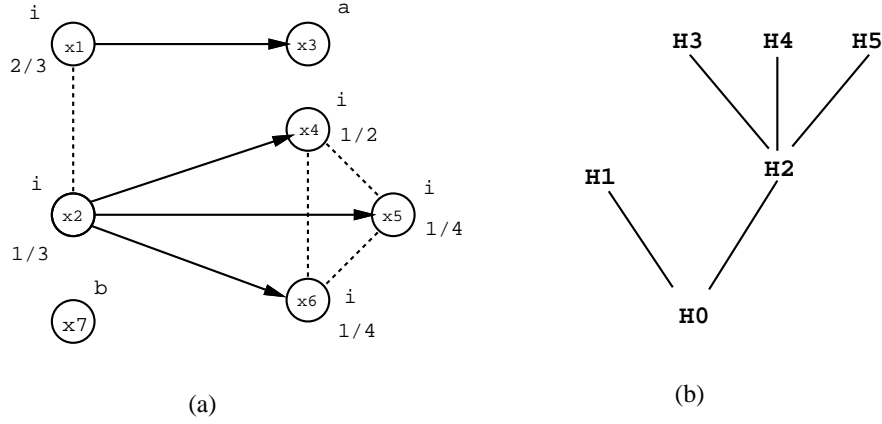 i
a
x1
x3
2/3
i
x4
1/2
i
x2
i
x5
1/3
1/4
b
x6
i
x7
1/4
(a)
H3 H4 H5
H1
H2
H0
(b)